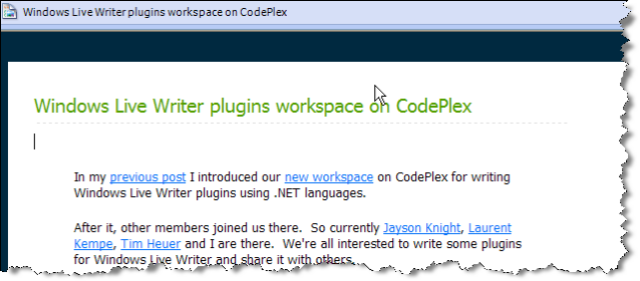 Windows Live Writer plugins workspace on CodePlex
Windows Live Writer plugins workspace on CodePlex
In my previous post I introduced our new workspace on CodePlex for writing
Windows Live Writer plugins using .NET languages.
After it, other members joined us there.  So currently Jayson Knight, Laurent
Kempe, Tim Heuer and I are there.  We're all interested to write some plugins
for Windows Live Writer and share it with others.